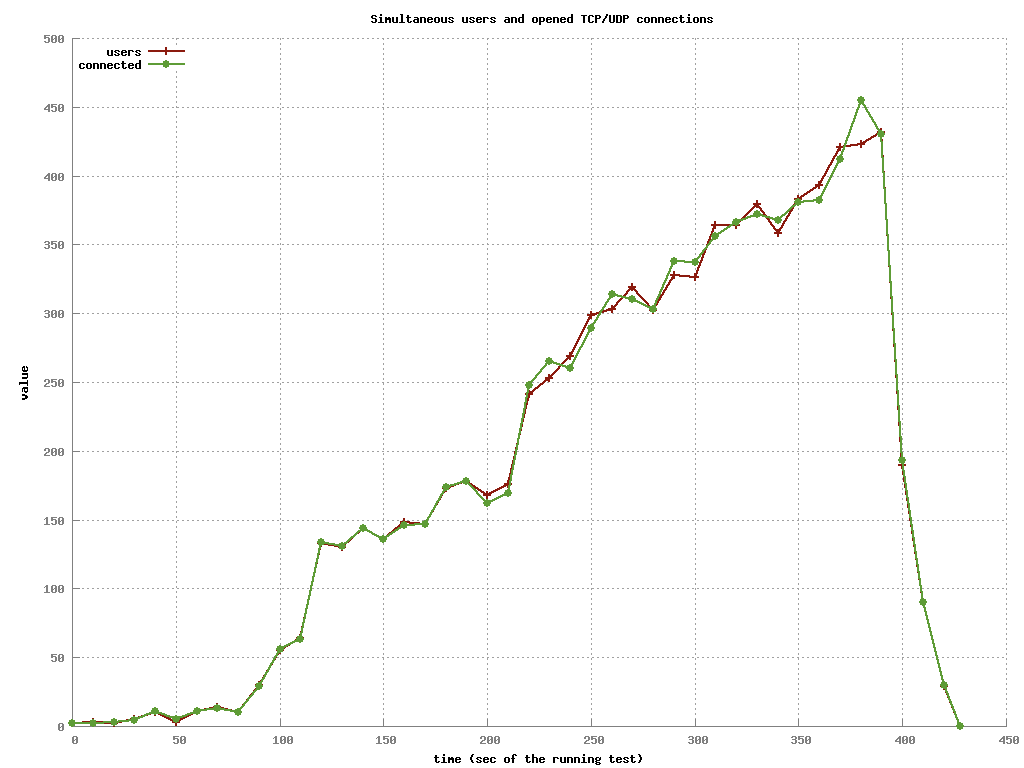 Simultaneous users and opened TCP/UDP connections
500
users
connected
450
400
350
300
value
250
200
150
100
50
0
0 50 100 150 200 250 300 350 400 450
time (sec of the running test)